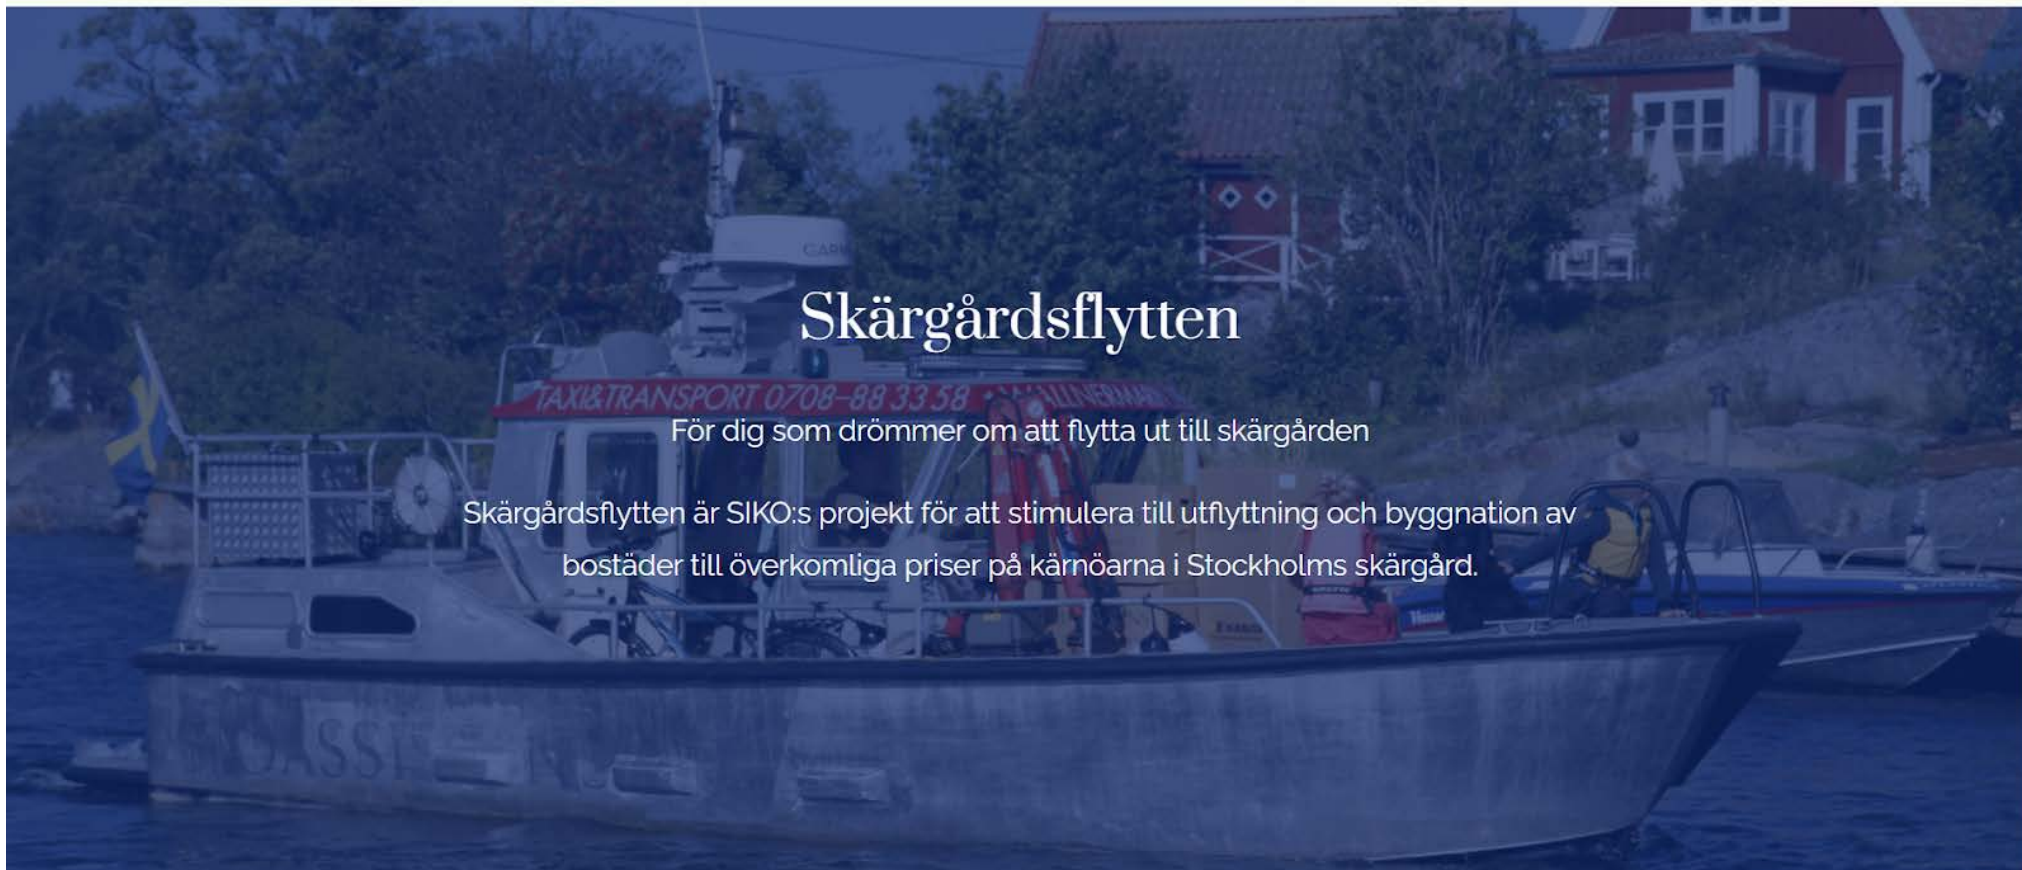 Skärgårdsflytten
TAXI&TRANSPORT 0708-88 33 58
För dig som drömmer om att flytta ut till skärgården
Skärgårdsflytten är SIKO:s projekt för att stimulera till utflyttning och byggnation av
bostäder till överkomliga priser på kärnöarna i Stockholms skärgård.